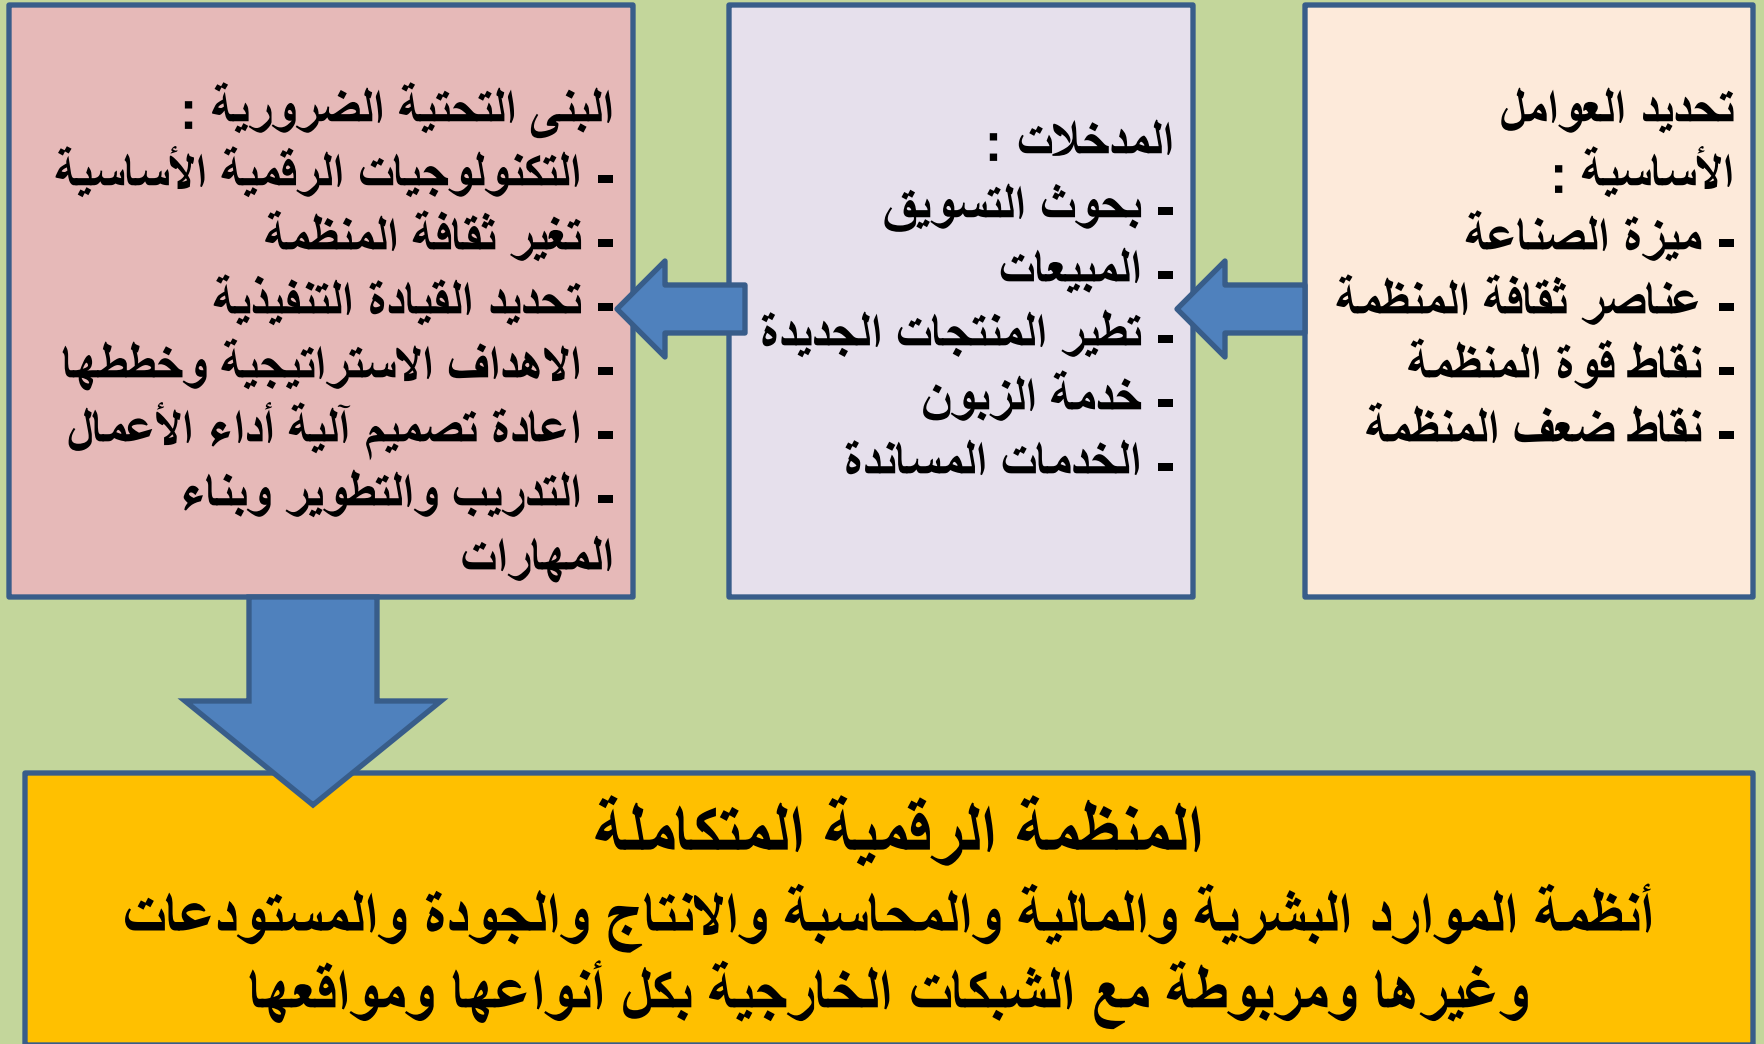 تحديد العوامل
الأساسية :
- ميزة الصناعة
- عناصر ثقافة المنظمة
- نقاط قوة المنظمة
- نقاط ضعف المنظمة
المدخلات :
- بحوث التسويق
- المبيعات
- تطير المنتجات الجديدة
- خدمة الزبون
- الخدمات المساندة
البنى التحتية الضرورية :
- التكنولوجيات الرقمية الأساسية
- تغير ثقافة المنظمة
- تحديد القيادة التنفيذية
- الاهداف الاستراتيجية وخططها
- اعادة تصميم آلية أداء الأعمال
- التدريب والتطوير وبناء
المهارات
المنظمة الرقمية المتكاملة
أنظمة الموارد البشرية والمالية والمحاسبة والانتاج والجودة والمستودعات
وغيرها ومربوطة مع الشبكات الخارجية بكل أنواعها ومواقعها